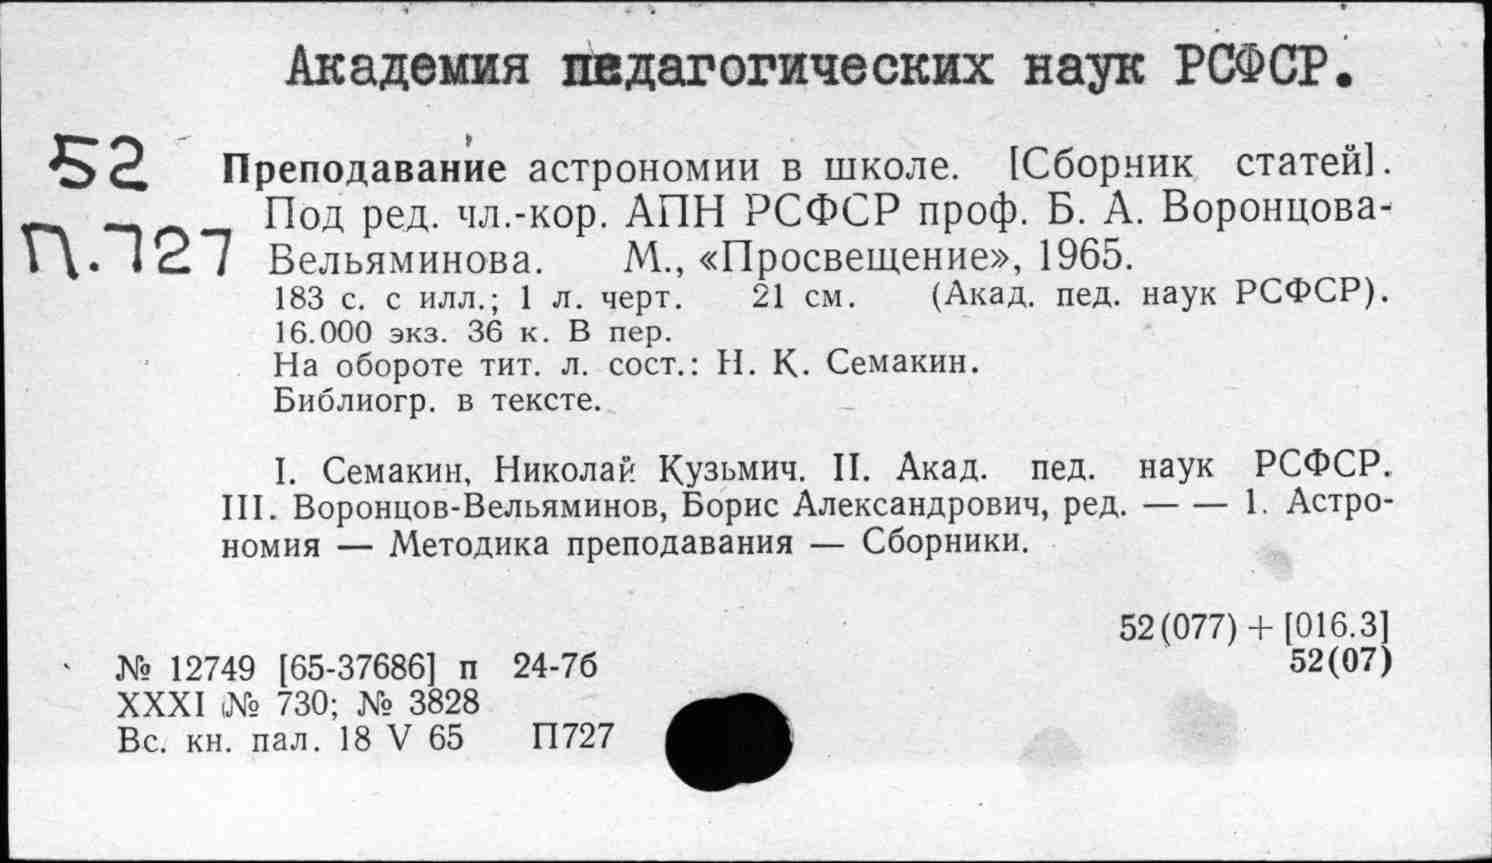 Академия педагогических наук РСФСР.
52 Преподавание астрономии в школе. [Сборник статей].
П.727 Под ред. чл.-кор. АПН РСФСР проф. Б. А. Воронцова-
Вельяминова. М., «Просвещение», 1965.
183 с. с илл.; 1 л. черт. 21 см. (Акад. пед. наук РСФСР).
16.000 экз. 36 к. В пер.
На обороте тит. л. сост.: Н. К. Семакин.
Библиогр. в тексте.
I. Семакин, Николай Кузьмич. II. Акад. пед. наук РСФСР.
III. Воронцов-Вельяминов, Борис Александрович, ред. — — 1. Астро-
номия — Методика преподавания — Сборники.
52(077) + [016.3]
№ 12749 [65-37686] п 24-7б 52(07)
XXXI № 730; № 3828
Вс. кн. пал. 18 V 65 П727